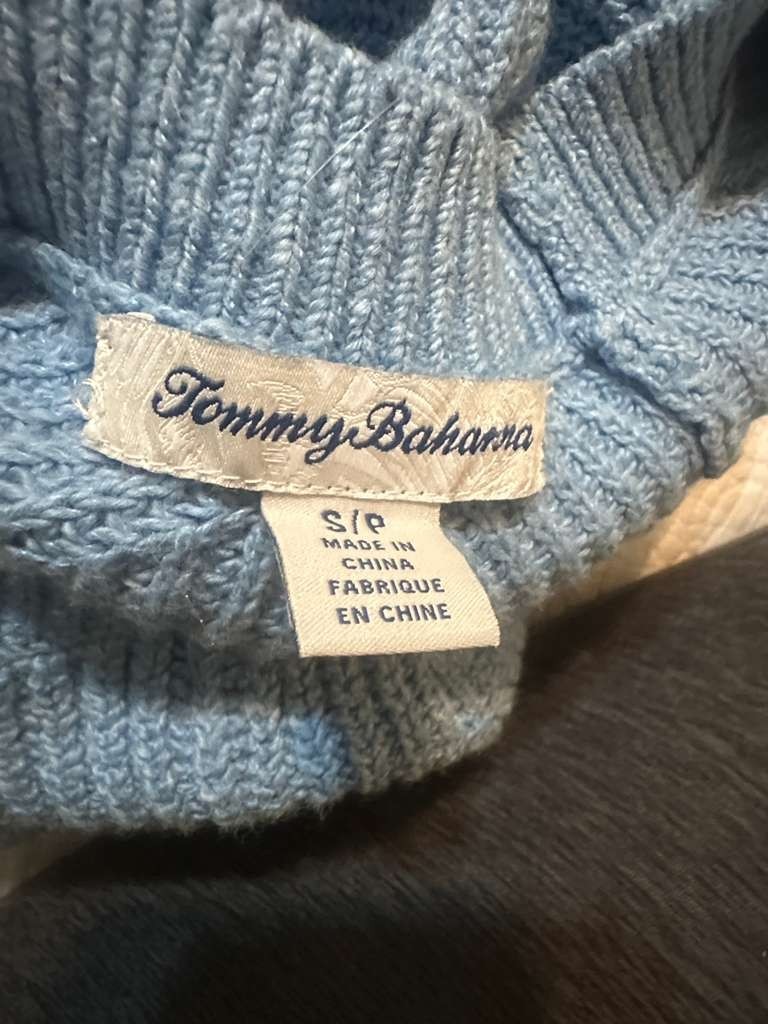 Tommy Bahama
S/P
MADE IN
CHINA
FABRIQUE
EN CHINE